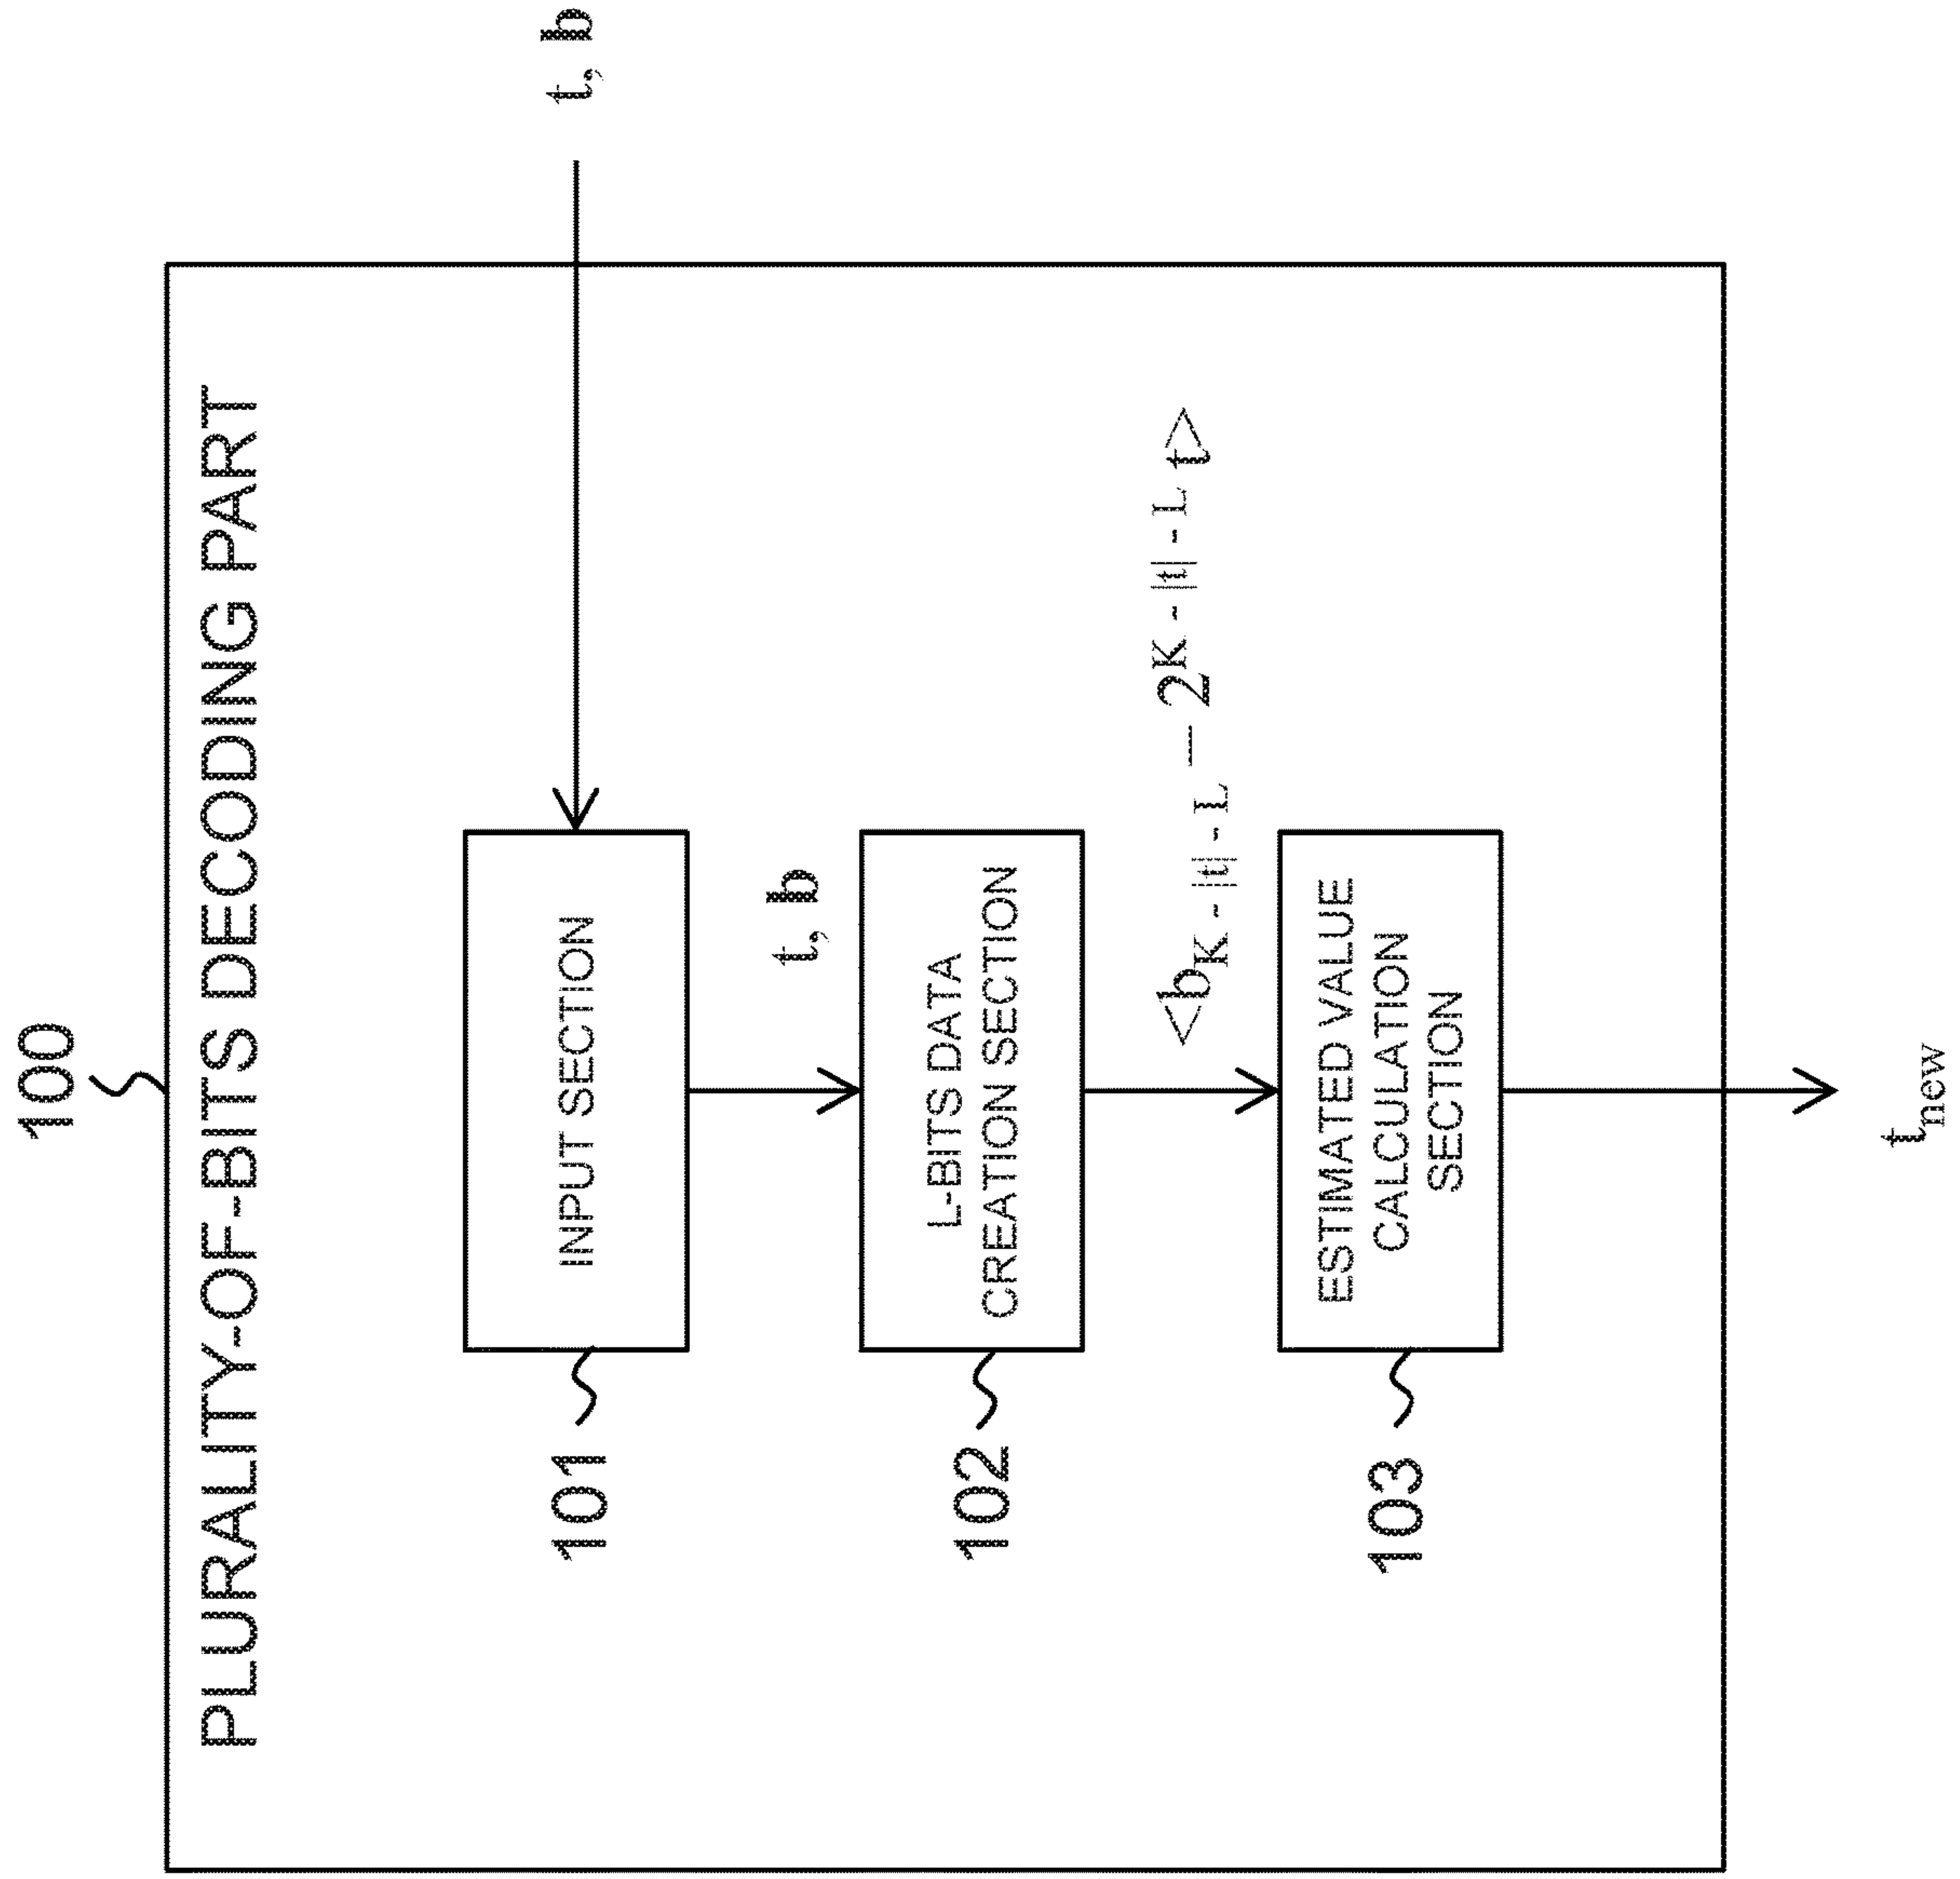 100
PLURALITY-OF-BITS DECODING PART
t, b
101
INPUT SECTION
t, b
102
L-BITS DATA
CREATION SECTION
<b_{K - |t| - L} — 2^{K - |t| - L} t>
103
ESTIMATED VALUE
CALCULATION
SECTION
t_{new}